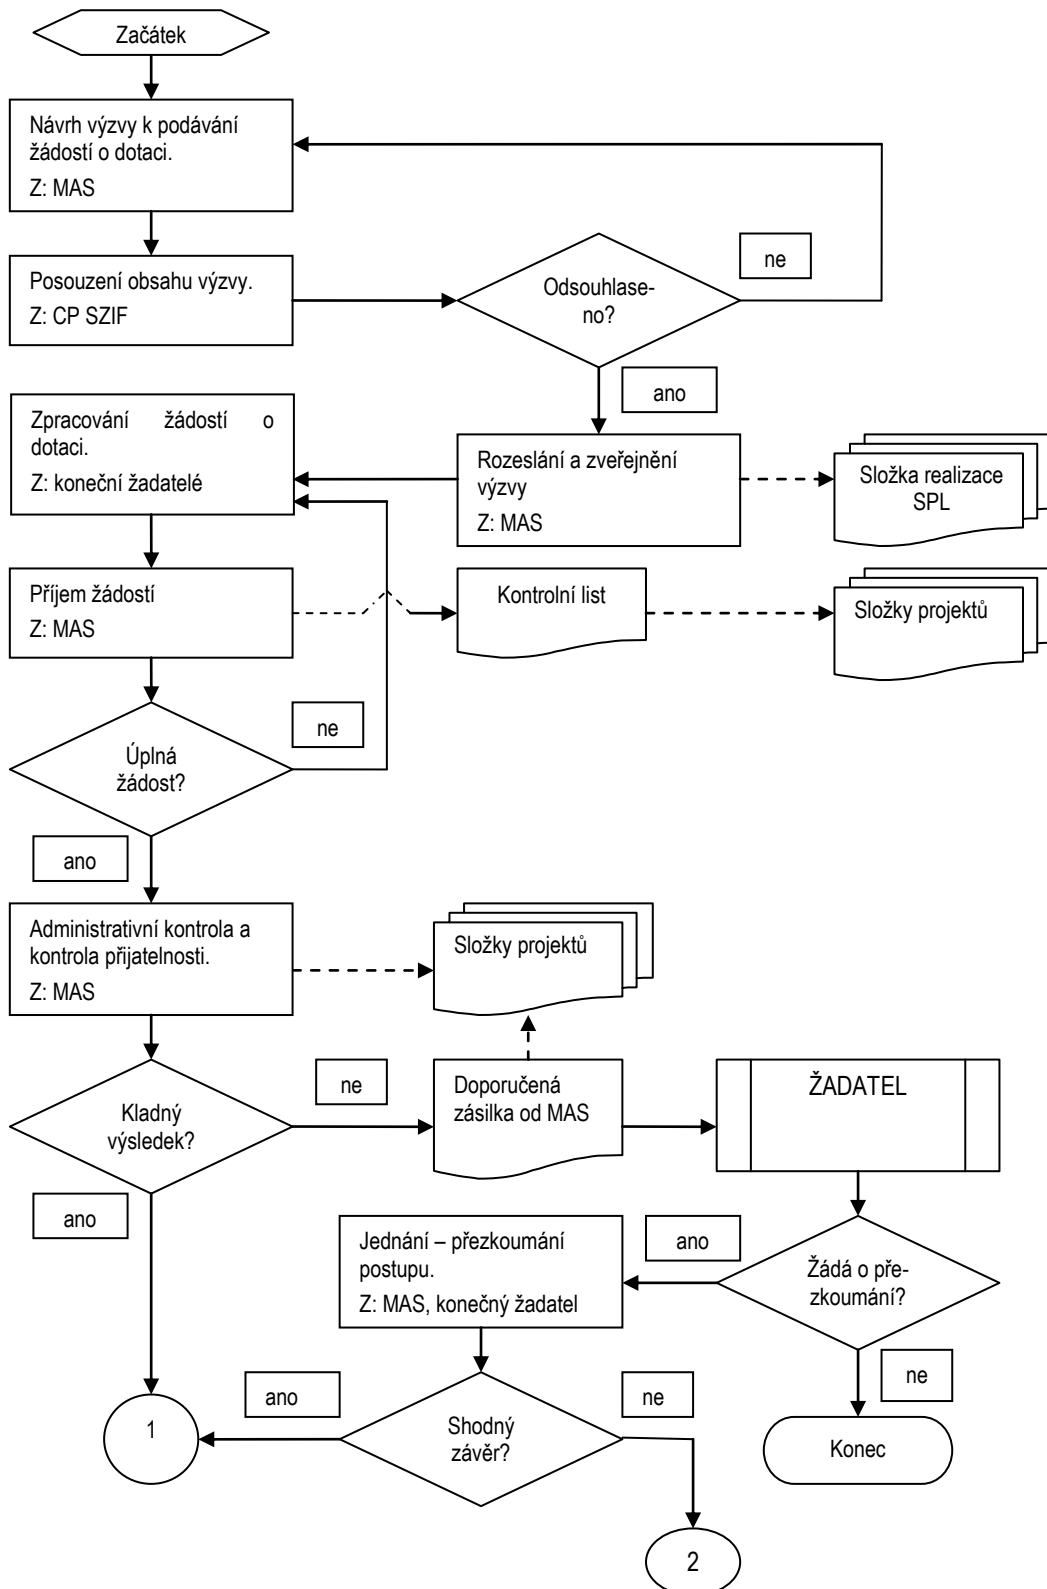 Začátek
Návrh výzvy k podávání
žádostí o dotaci.
Z: MAS
Posouzení obsahu výzvy.
Z: CP SZIF
Odsouhlase-
no?
ne
ano
Zpracování žádostí o
dotaci.
Z: koneční žadatelé
Rozeslání a zveřejnění
výzvy
Z: MAS
Složka realizace
SPL
Příjem žádostí
Z: MAS
Kontrolní list
Složky projektů
Úplná
žádost?
ne
ano
Administrativní kontrola a
kontrola přijatelnosti.
Z: MAS
Složky projektů
Kladný
výsledek?
ne
Doporučená
zásilka od MAS
ŽADATEL
ano
Jednání – přezkoumání
postupu.
Z: MAS, konečný žadatel
ano
Žádá o pře-
zkoumání?
ne
ano
Shodný
závěr?
ne
1
Konec
2